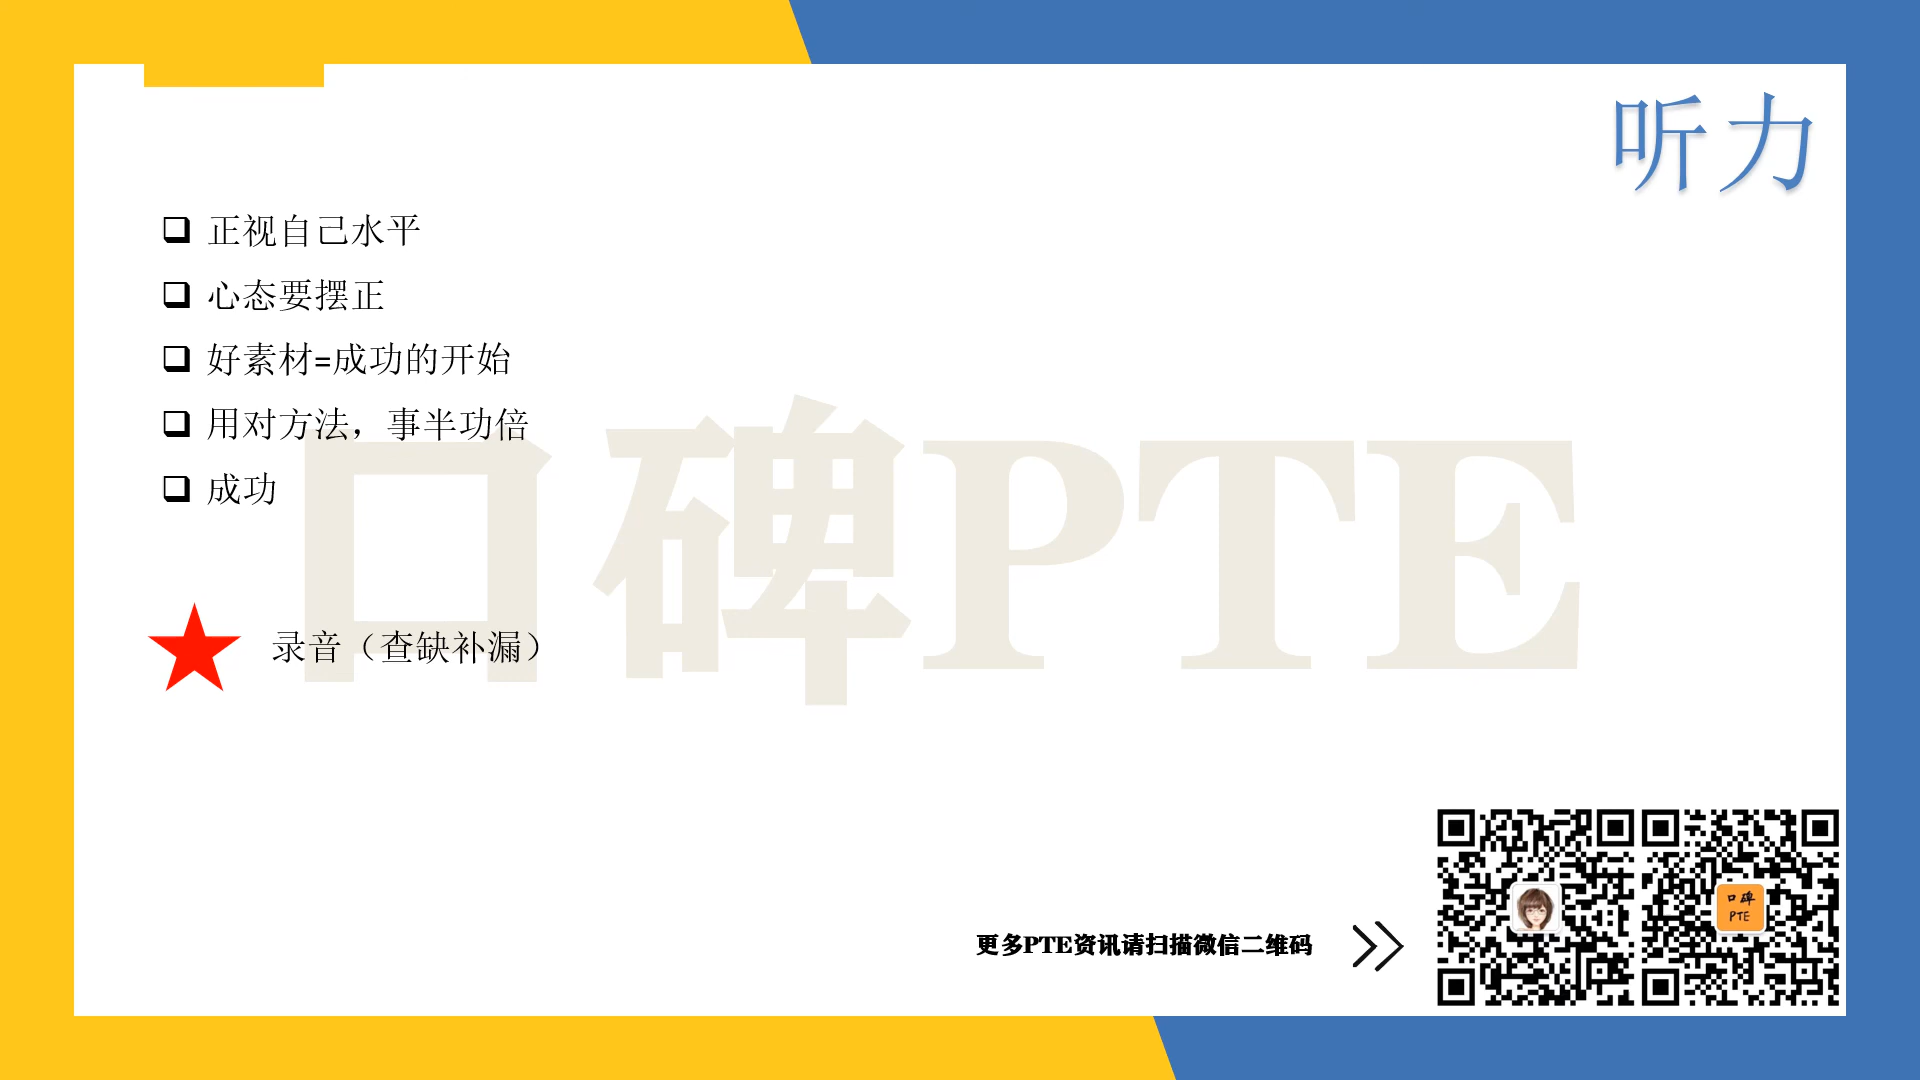 听力
正视自己水平
心态要摆正
好素材=成功的开始
用对方法，事半功倍
成功
口碑PTE
录音（查缺补漏）
更多PTE资讯请扫描微信二维码
口碑
PTE